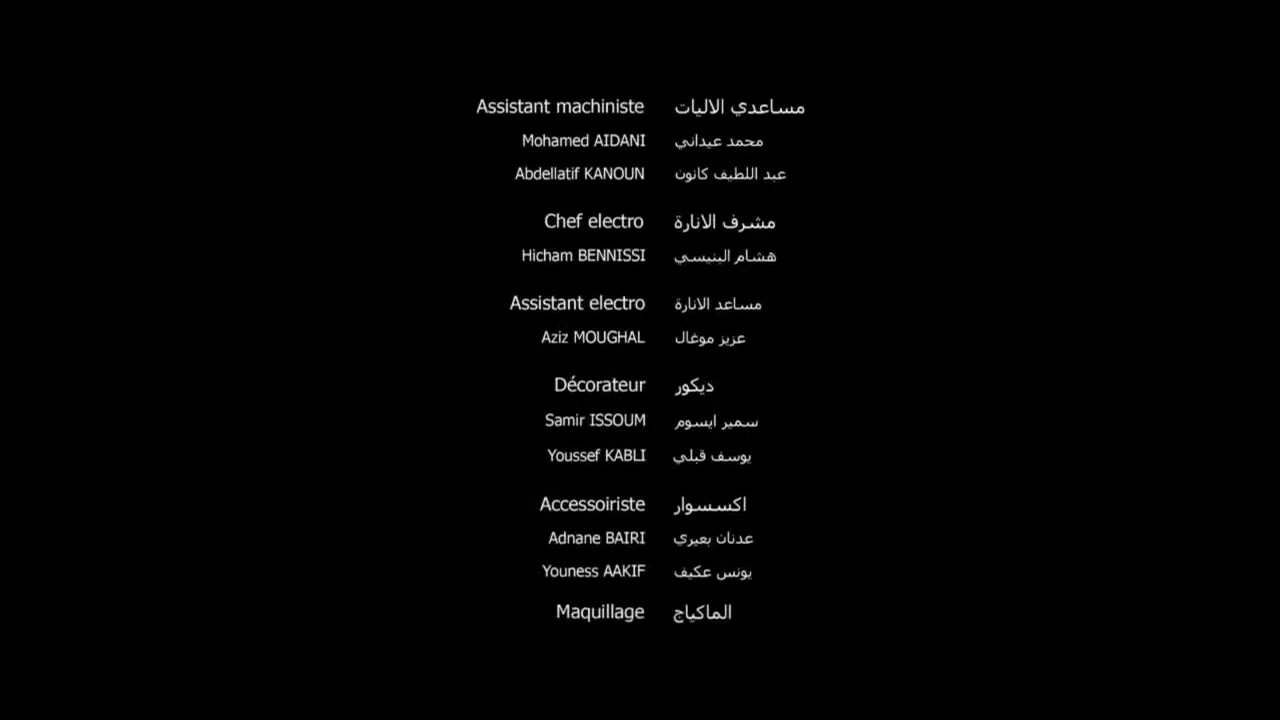 Assistant machiniste مساعدي الاليات
Mohamed AIDANI محمد عيداني
Abdellatif KANOUN عبد اللطيف كانون
Chef electro مشرف الانارة
Hicham BENNISSI هشام البنيسي
Assistant electro مساعد الانارة
Aziz MOUGHAL عزيز موغال
Décorateur ديكور
Samir ISSOUM سمير ايسوم
Youssef KABLI يوسف قبلي
Accessoiriste اكسسوار
Adnane BAIRI عدنان بعيري
Youness AAKIF يونس عكيف
Maquillage الماكياج